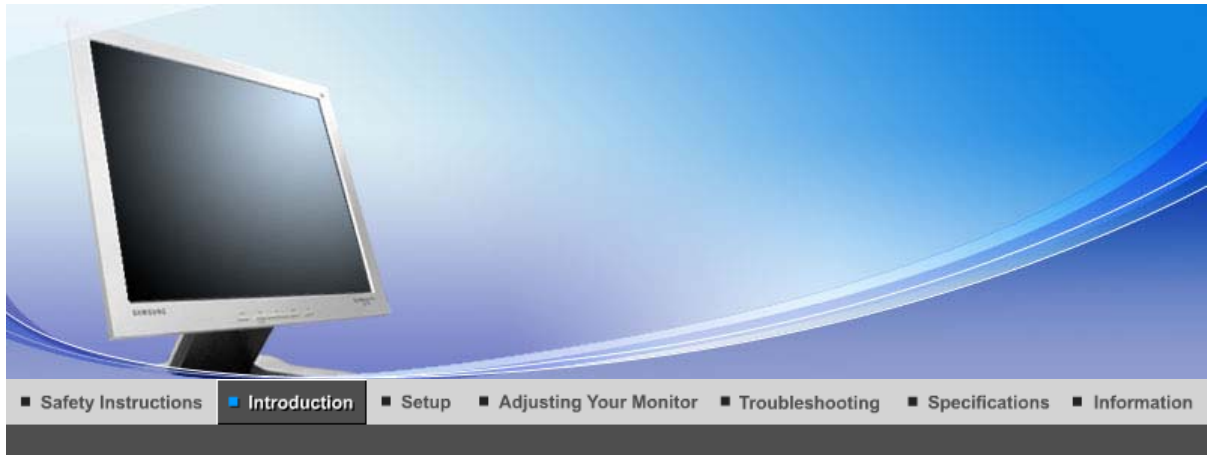 SAMSUNG
Safety Instructions Introduction Setup Adjusting Your Monitor Troubleshooting Specifications Information